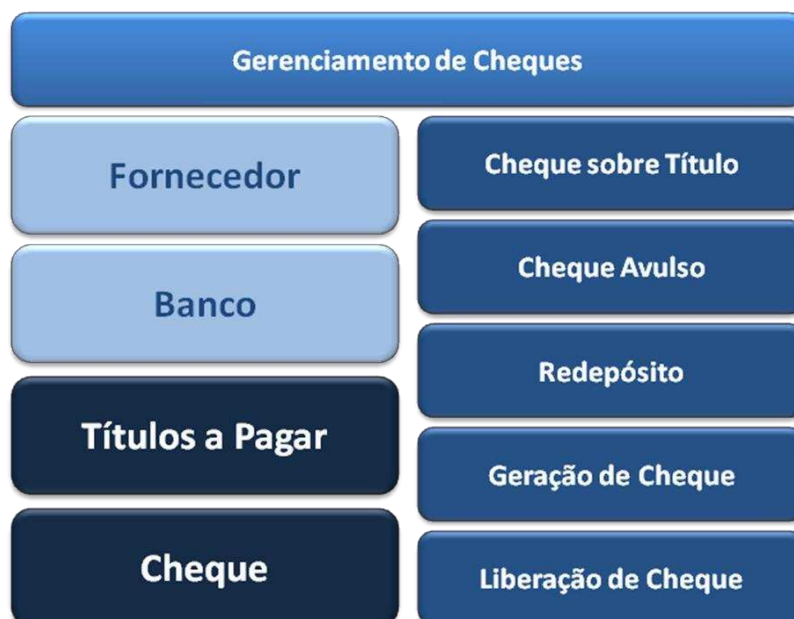 Gerenciamento de Cheques
Fornecedor
Banco
Títulos a Pagar
Cheque
Cheque sobre Título
Cheque Avulso
Redepósito
Geração de Cheque
Liberação de Cheque